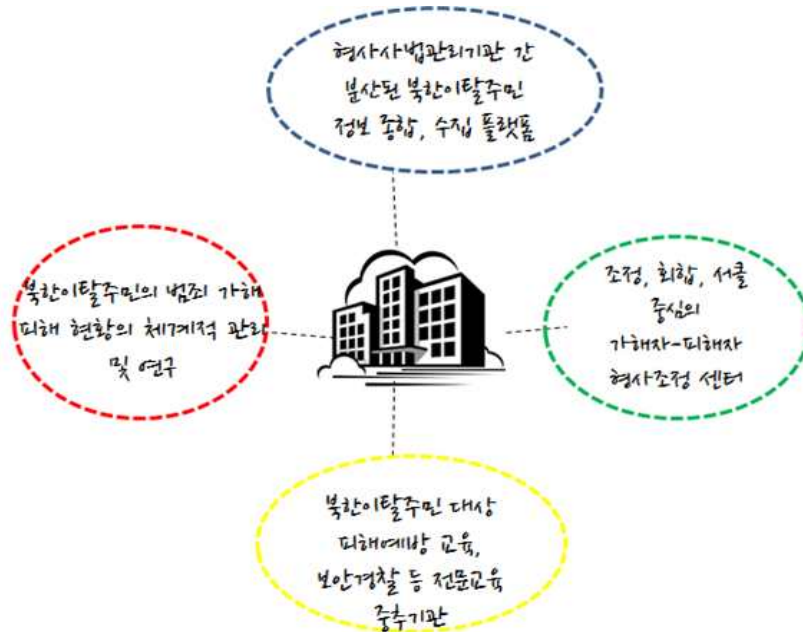 형사사법관리기관 간
분산된 북한이탈주민
정보 종합, 수집 플랫폼
북한이탈주민의 범죄 가해
피해 현황의 체계적 관리
및 연구
조정, 회합, 서클
중심의
가해자-피해자
형사조정 센터
북한이탈주민 대상
피해예방 교육,
보안경찰 등 전문교육
중추기관